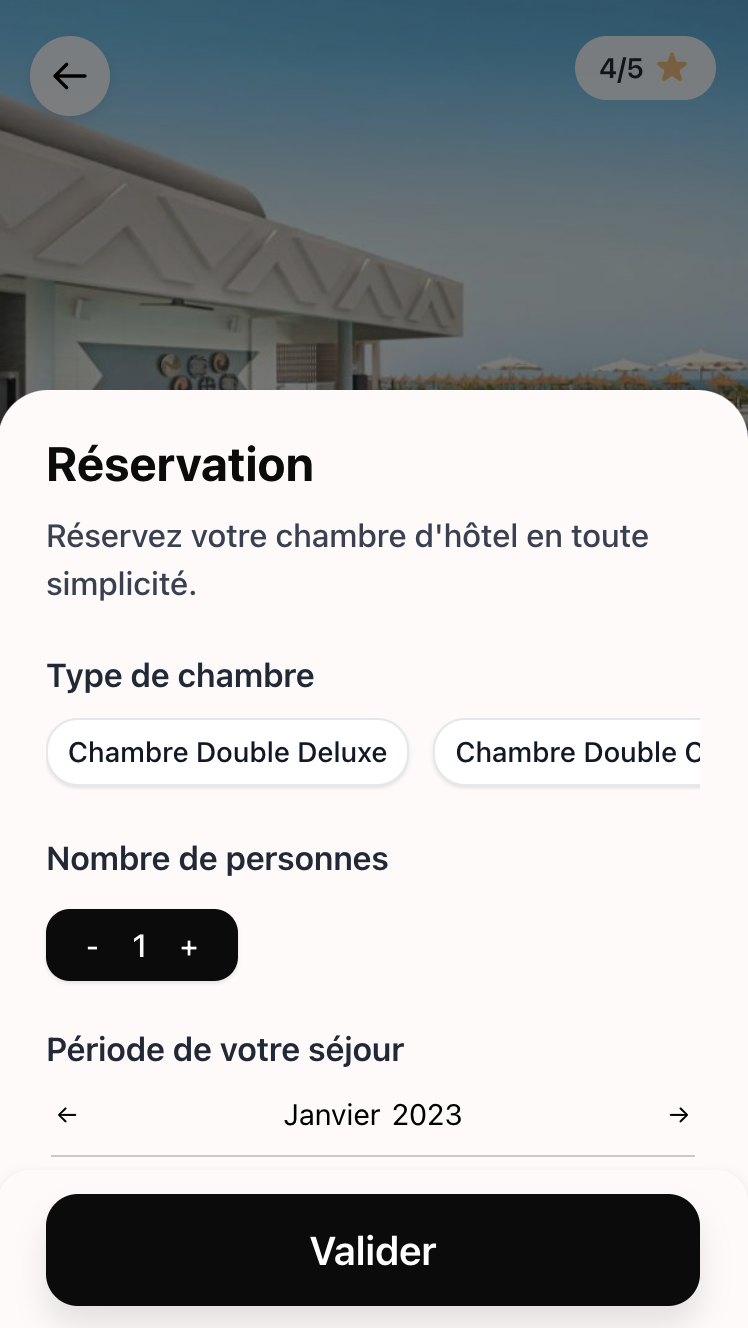 4/5
Réservation
Réservez votre chambre d'hôtel en toute
simplicité.
Type de chambre
Chambre Double Deluxe
Chambre Double
Nombre de personnes
- 1 +
Période de votre séjour
← Janvier 2023 →
Valider